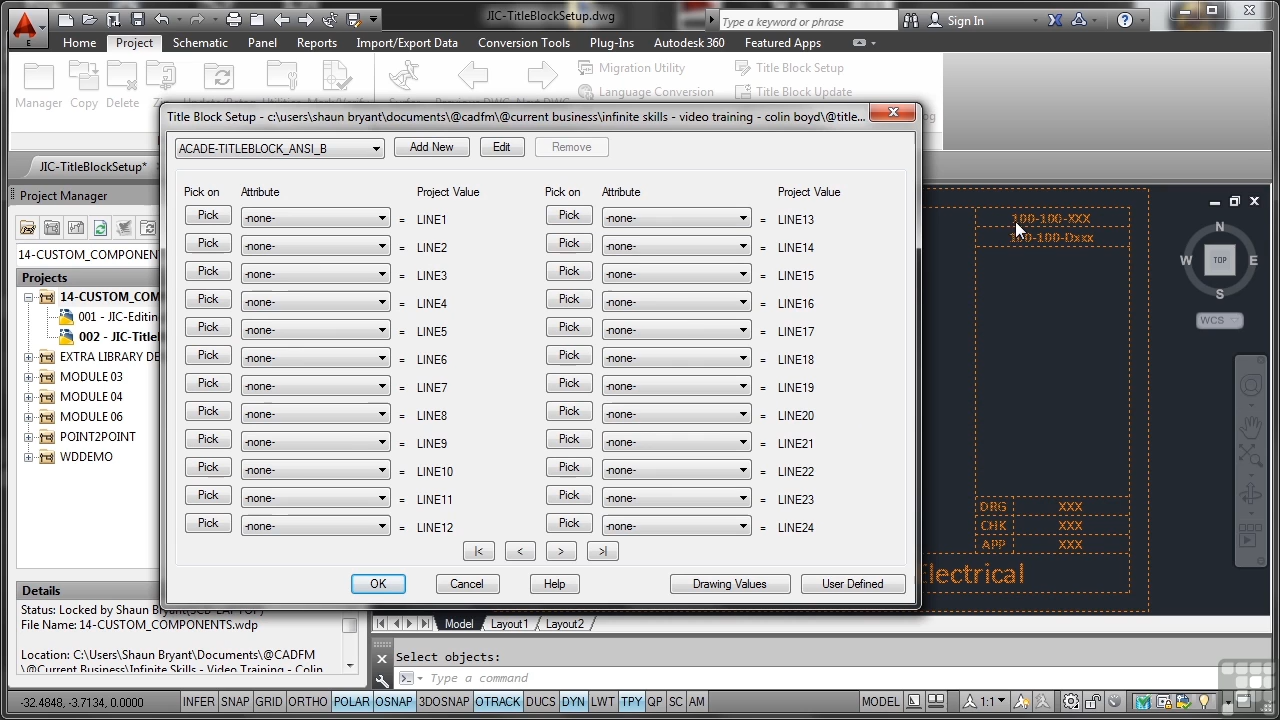 JIC-TitleBlockSetup.dwg
Type a keyword or phrase
Sign In
E
Home
Project
Schematic
Panel
Reports
Import/Export Data
Conversion Tools
Plug-Ins
Autodesk 360
Featured Apps
Manager
Copy
Delete
Migration Utility
Title Block Setup
Language Conversion
Title Block Update
JIC-TitleBlockSetup*
Project Manager
14-CUSTOM_COMPONENTS
Projects
14-CUSTOM_COM
001 - JIC-Editin
002 - JIC-Titl
EXTRA LIBRARY DE
MODULE 03
MODULE 04
MODULE 06
POINT2POINT
WDDEMO
Details
Status: Locked by Shaun Bryant(SCB-LAPTOP)
File Name: 14-CUSTOM_COMPONENTS.wdp
Location: C:\Users\Shaun Bryant\Documents\@CADFM
\@Current Business\Infinite Skills - Video Training - Colin
Title Block Setup - c:\users\shaun bryant\documents\@cadfm\@current business\infinite skills - video training - colin boyd\@title...
ACADE-TITLEBLOCK_ANSI_B
Add New
Edit
Remove
Pick on Attribute Project Value Pick on Attribute Project Value
Pick -none- = LINE1 Pick -none- = LINE13
Pick -none- = LINE2 Pick -none- = LINE14
Pick -none- = LINE3 Pick -none- = LINE15
Pick -none- = LINE4 Pick -none- = LINE16
Pick -none- = LINE5 Pick -none- = LINE17
Pick -none- = LINE6 Pick -none- = LINE18
Pick -none- = LINE7 Pick -none- = LINE19
Pick -none- = LINE8 Pick -none- = LINE20
Pick -none- = LINE9 Pick -none- = LINE21
Pick -none- = LINE10 Pick -none- = LINE22
Pick -none- = LINE11 Pick -none- = LINE23
Pick -none- = LINE12 Pick -none- = LINE24
|< < > >|
OK
Cancel
Help
Drawing Values
User Defined
100-100-XXX
100-100-Dxxx
DRG XXX
CHK XXX
APP XXX
Electrical
N
W TOP E
S
WCS
Model
Layout1
Layout2
Select objects:
Type a command
-32.4848, -3.7134, 0.0000
INFER SNAP GRID ORTHO POLAR OSNAP 3DOSNAP OTRACK DUCS DYN LWT TPY QP SC AM
MODEL
1:1